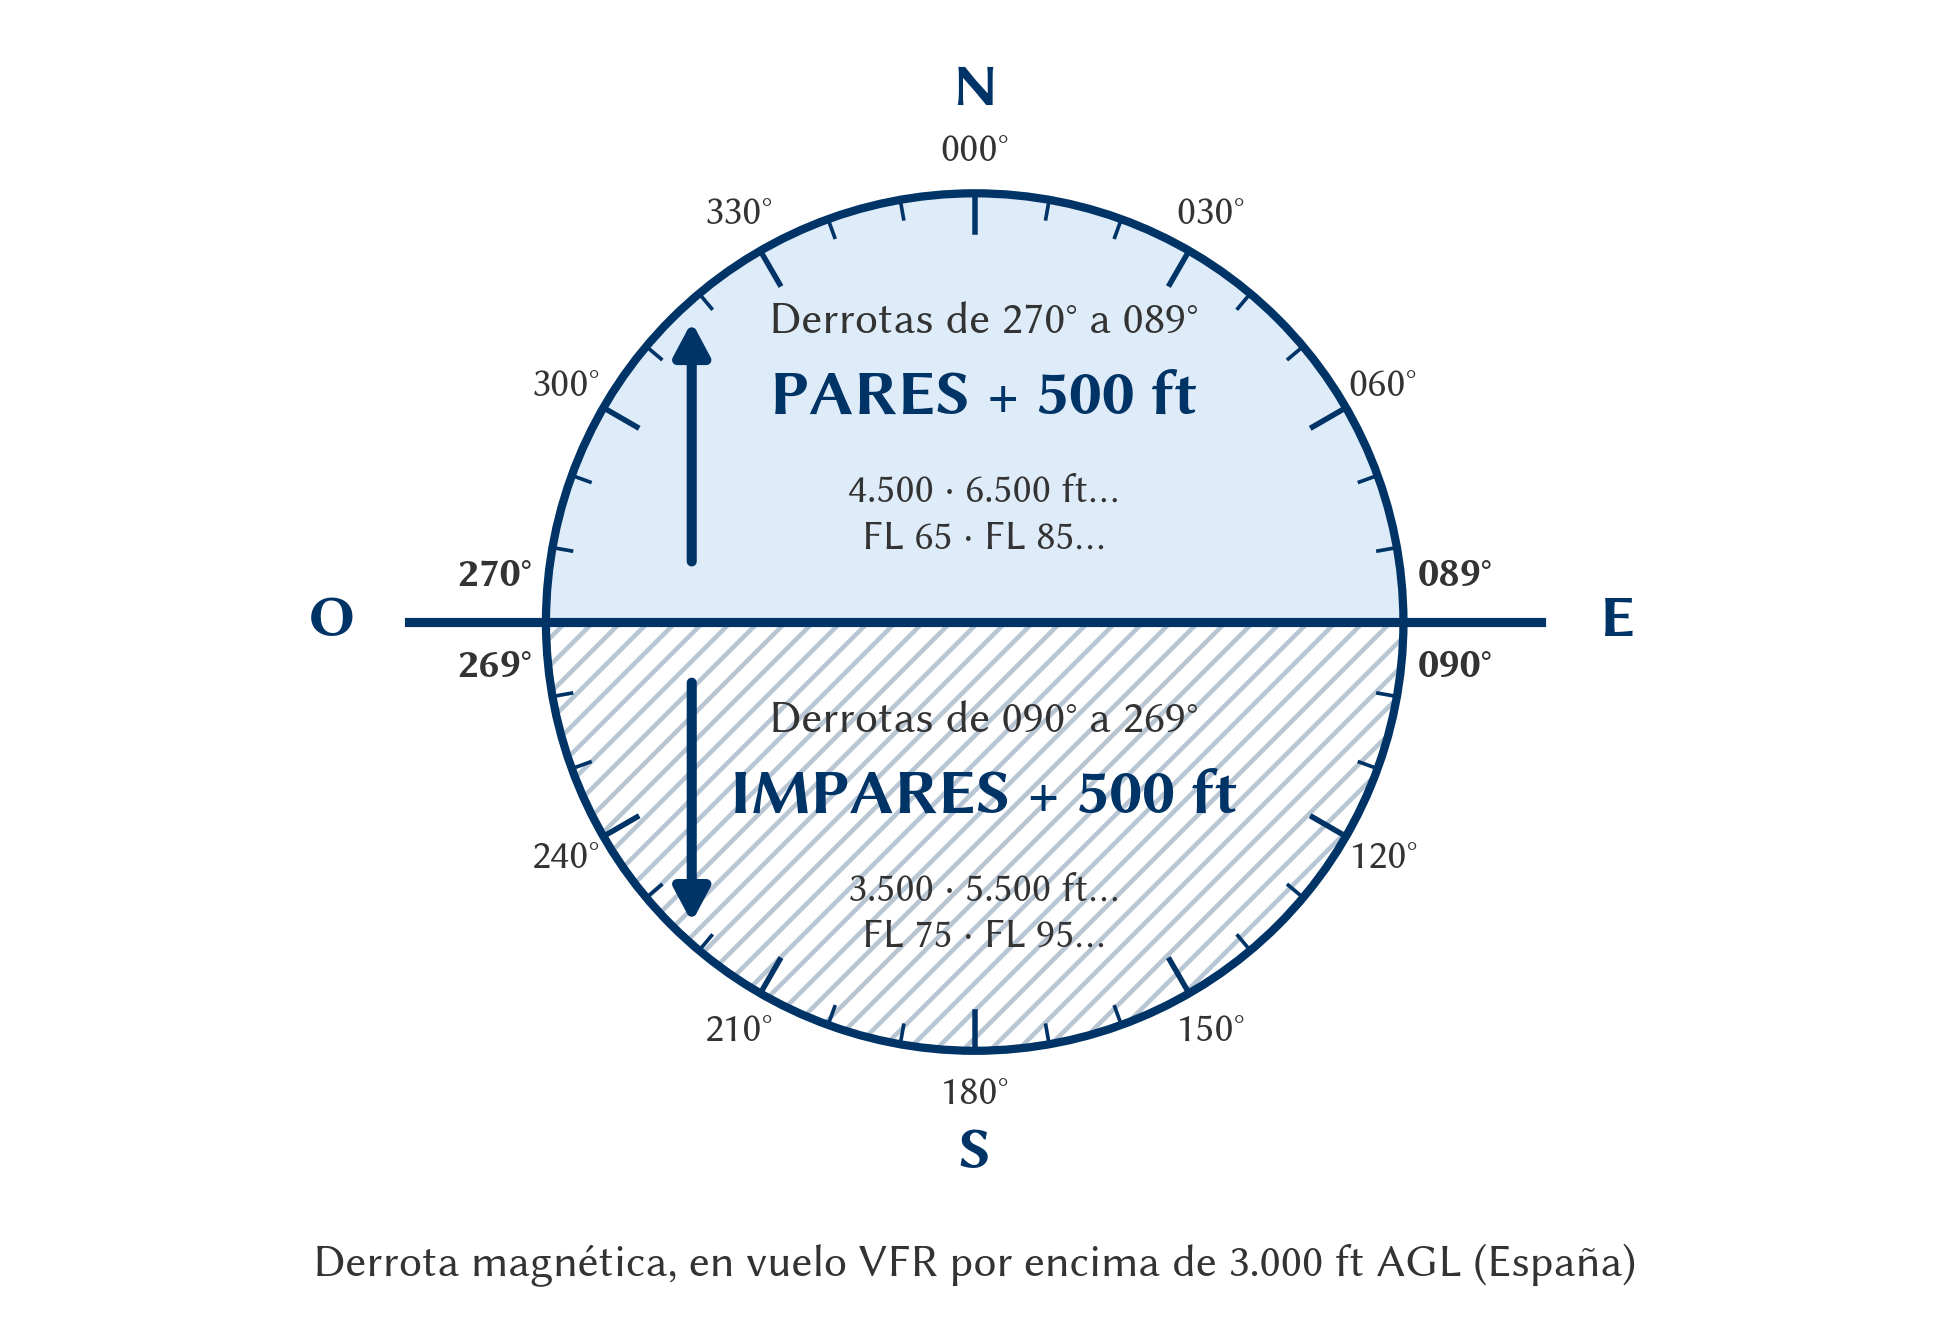 N
000°
330°
030°
Derrotas de 270° a 089°
300°
PARES + 500 ft
060°
4.500 · 6.500 ft...
FL 65 · FL 85...
270°
089°
O
E
269°
090°
Derrotas de 090° a 269°
IMPARES + 500 ft
240°
120°
3.500 · 5.500 ft...
FL 75 · FL 95...
210°
150°
180°
S
Derrota magnética, en vuelo VFR por encima de 3.000 ft AGL (España)